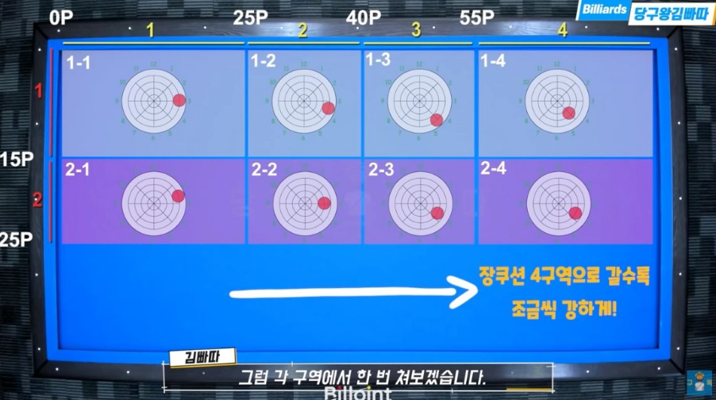 0P 25P 40P 55P
Billiards 당구왕김빠따
1 2 3 4
1-1 1-2 1-3 1-4
1
15P
2-1 2-2 2-3 2-4
2
25P
장쿠션 4구역으로 갈수록
조금씩 강하게!
김빠따
그럼 각 구역에서 한 번 쳐보겠습니다.
Billoint